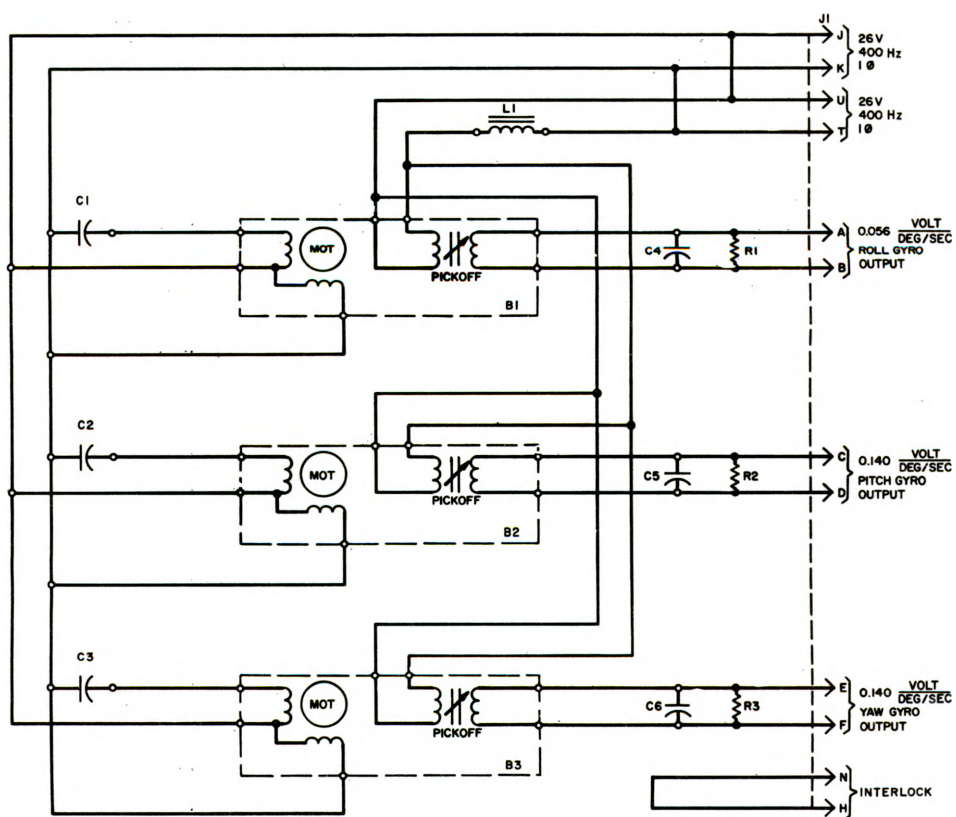 J1
J
26V
400 Hz
1Ø
K
U
26V
400 Hz
1Ø
T
L1
C1
MOT
PICKOFF
B1
C4
R1
A
B
0.056 VOLT
DEG/SEC
ROLL GYRO
OUTPUT
C2
MOT
PICKOFF
B2
C5
R2
C
D
0.140 VOLT
DEG/SEC
PITCH GYRO
OUTPUT
C3
MOT
PICKOFF
B3
C6
R3
E
F
0.140 VOLT
DEG/SEC
YAW GYRO
OUTPUT
N
H
INTERLOCK